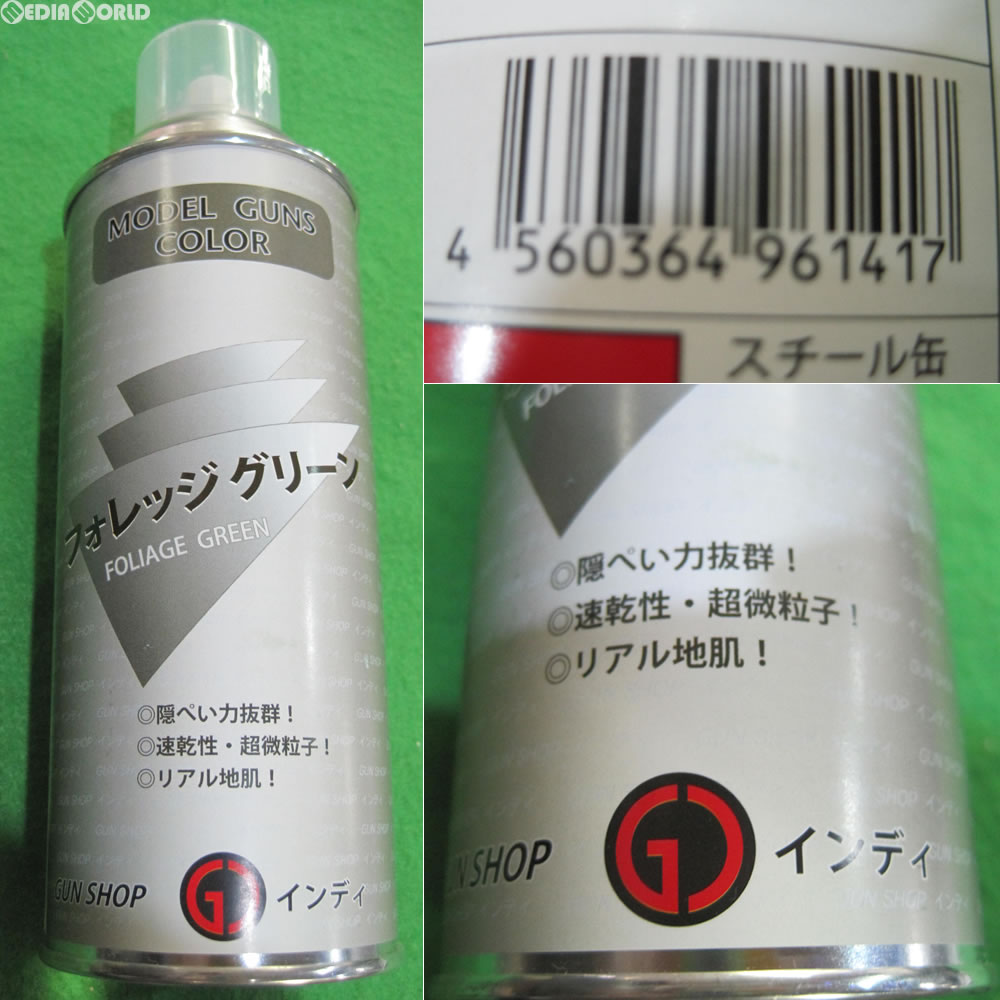 MEDIAWORLD
MODEL GUNS
COLOR
フォレッジ グリーン
FOLIAGE GREEN
◎隠ぺい力抜群！
◎速乾性・超微粒子！
◎リアル地肌！
GUN SHOP インディ
4 560364 961417
スチール缶
◎隠ぺい力抜群！
◎速乾性・超微粒子！
◎リアル地肌！
GUN SHOP インディ